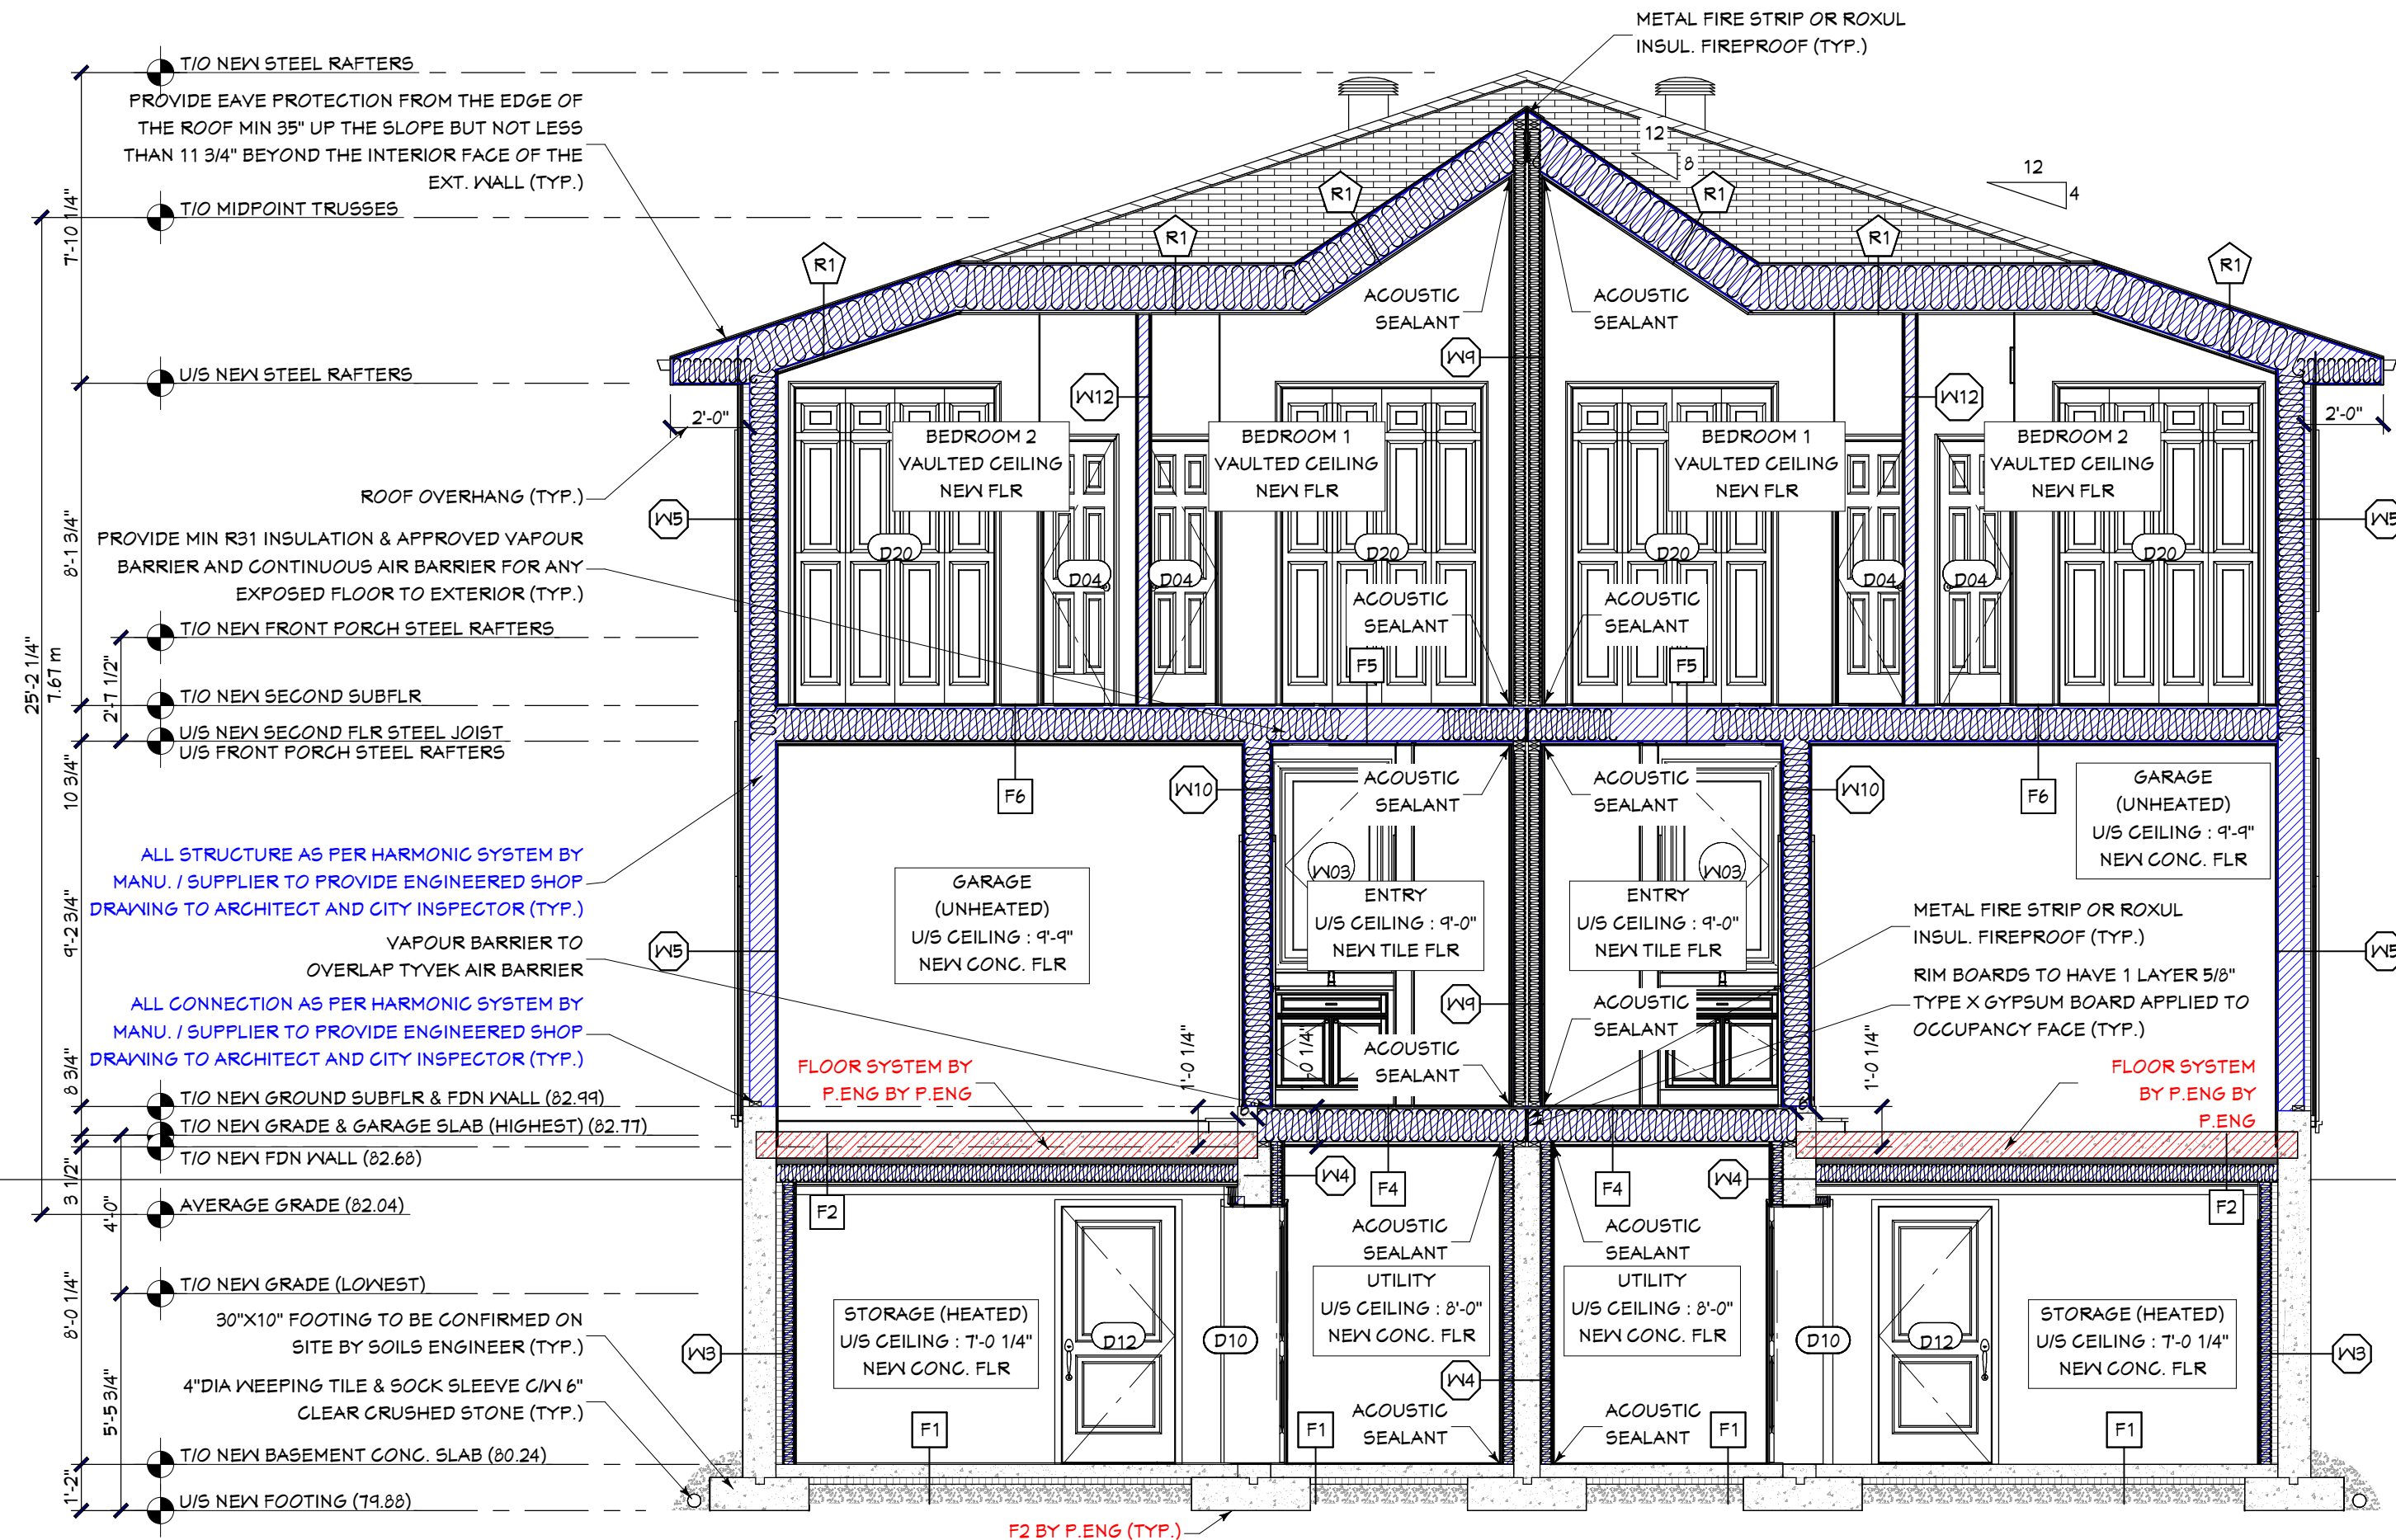 METAL FIRE STRIP OR ROXUL
INSUL. FIREPROOF (TYP.)
T/O NEW STEEL RAFTERS
PROVIDE EAVE PROTECTION FROM THE EDGE OF
THE ROOF MIN 35" UP THE SLOPE BUT NOT LESS
THAN 11 3/4" BEYOND THE INTERIOR FACE OF THE
EXT. WALL (TYP.)
T/O MIDPOINT TRUSSES
7'-10 1/4"
12
8
12
4
R1
R1
R1
R1
R1
R1
ACOUSTIC
SEALANT
ACOUSTIC
SEALANT
W9
U/S NEW STEEL RAFTERS
W12
W12
2'-0"
2'-0"
BEDROOM 2
VAULTED CEILING
NEW FLR
BEDROOM 1
VAULTED CEILING
NEW FLR
BEDROOM 1
VAULTED CEILING
NEW FLR
BEDROOM 2
VAULTED CEILING
NEW FLR
ROOF OVERHANG (TYP.)
W5
W5
8'-1 3/4"
PROVIDE MIN R31 INSULATION & APPROVED VAPOUR
BARRIER AND CONTINUOUS AIR BARRIER FOR ANY
EXPOSED FLOOR TO EXTERIOR (TYP.)
D20
D04
D04
D20
D20
D04
D04
D20
ACOUSTIC
SEALANT
ACOUSTIC
SEALANT
T/O NEW FRONT PORCH STEEL RAFTERS
25'-2 1/4"
7.67 m
2'-7 1/2"
F5
F5
T/O NEW SECOND SUBFLR
U/S NEW SECOND FLR STEEL JOIST
U/S FRONT PORCH STEEL RAFTERS
10 3/4"
F6
W10
ACOUSTIC
SEALANT
ACOUSTIC
SEALANT
W10
F6
GARAGE
(UNHEATED)
U/S CEILING : 9'-9"
NEW CONC. FLR
ALL STRUCTURE AS PER HARMONIC SYSTEM BY
MANU. / SUPPLIER TO PROVIDE ENGINEERED SHOP
DRAWING TO ARCHITECT AND CITY INSPECTOR (TYP.)
9'-2 3/4"
GARAGE
(UNHEATED)
U/S CEILING : 9'-9"
NEW CONC. FLR
W03
W03
ENTRY
U/S CEILING : 9'-0"
NEW TILE FLR
ENTRY
U/S CEILING : 9'-0"
NEW TILE FLR
METAL FIRE STRIP OR ROXUL
INSUL. FIREPROOF (TYP.)
VAPOUR BARRIER TO
OVERLAP TYVEK AIR BARRIER
W5
W5
RIM BOARDS TO HAVE 1 LAYER 5/8"
TYPE X GYPSUM BOARD APPLIED TO
OCCUPANCY FACE (TYP.)
ALL CONNECTION AS PER HARMONIC SYSTEM BY
MANU. / SUPPLIER TO PROVIDE ENGINEERED SHOP
DRAWING TO ARCHITECT AND CITY INSPECTOR (TYP.)
W9
ACOUSTIC
SEALANT
ACOUSTIC
SEALANT
8 3/4"
FLOOR SYSTEM BY
P.ENG BY P.ENG
1'-0 1/4"
1'-0 1/4"
1'-0 1/4"
FLOOR SYSTEM
BY P.ENG BY
P.ENG
T/O NEW GROUND SUBFLR & FDN WALL (82.99)
T/O NEW GRADE & GARAGE SLAB (HIGHEST) (82.77)
T/O NEW FDN WALL (82.68)
3 1/2"
4'-0"
AVERAGE GRADE (82.04)
F2
W4
F4
F4
W4
F2
ACOUSTIC
SEALANT
ACOUSTIC
SEALANT
8'-0 1/4"
T/O NEW GRADE (LOWEST)
30"X10" FOOTING TO BE CONFIRMED ON
SITE BY SOILS ENGINEER (TYP.)
UTILITY
U/S CEILING : 8'-0"
NEW CONC. FLR
UTILITY
U/S CEILING : 8'-0"
NEW CONC. FLR
STORAGE (HEATED)
U/S CEILING : 7'-0 1/4"
NEW CONC. FLR
STORAGE (HEATED)
U/S CEILING : 7'-0 1/4"
NEW CONC. FLR
W3
D12
D10
D10
D12
W3
4"DIA WEEPING TILE & SOCK SLEEVE C/W 6"
CLEAR CRUSHED STONE (TYP.)
5'-5 3/4"
W4
F1
F1
ACOUSTIC
SEALANT
ACOUSTIC
SEALANT
F1
F1
T/O NEW BASEMENT CONC. SLAB (80.24)
1'-2"
U/S NEW FOOTING (79.88)
F2 BY P.ENG (TYP.)